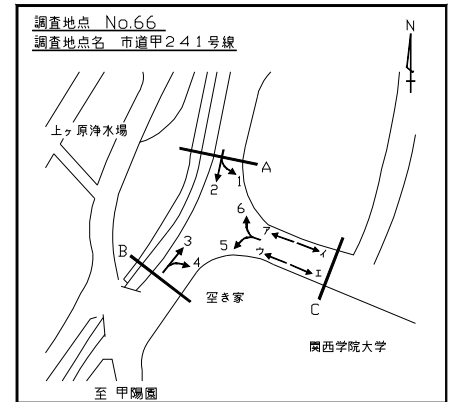 調査地点 No.66
調査地点名 市道甲241号線
N
上ヶ原浄水場
A
1
2
6
3
5
ア
イ
B
4
ウ
エ
空き家
C
関西学院大学
至 甲陽園